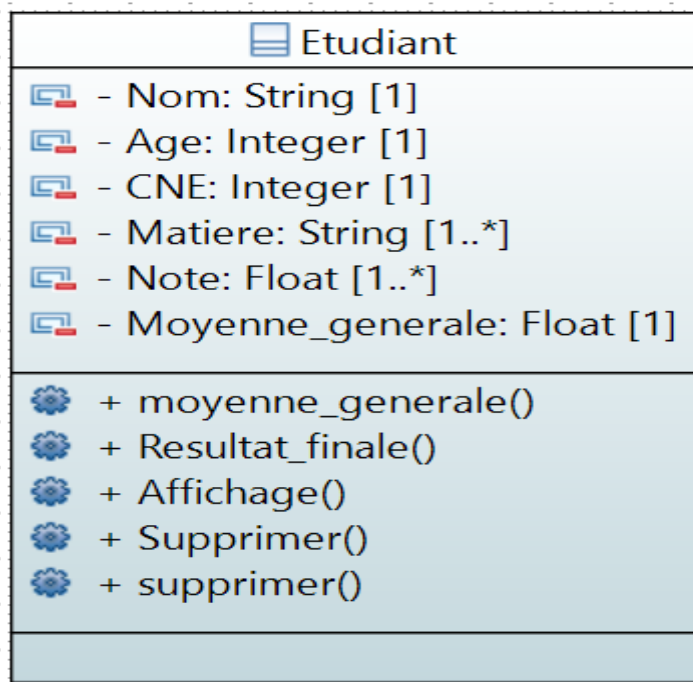 Etudiant
- Nom: String [1]
- Age: Integer [1]
- CNE: Integer [1]
- Matiere: String [1..*]
- Note: Float [1..*]
- Moyenne_generale: Float [1]
+ moyenne_generale()
+ Resultat_finale()
+ Affichage()
+ Supprimer()
+ supprimer()